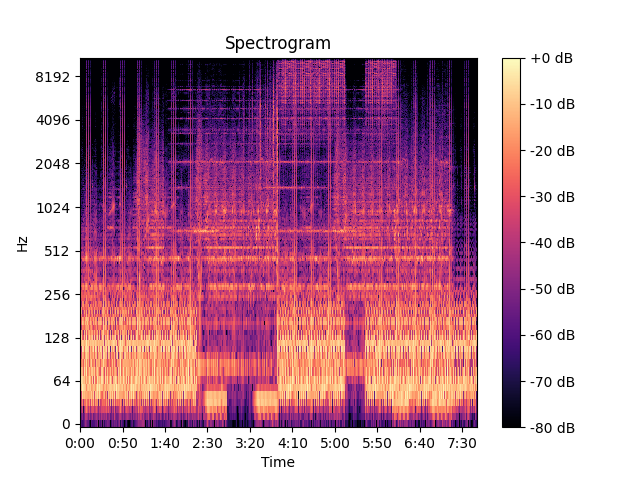 Spectrogram
Hz
8192
4096
2048
1024
512
256
128
64
0
0:00 0:50 1:40 2:30 3:20 4:10 5:00 5:50 6:40 7:30
Time
+0 dB
-10 dB
-20 dB
-30 dB
-40 dB
-50 dB
-60 dB
-70 dB
-80 dB